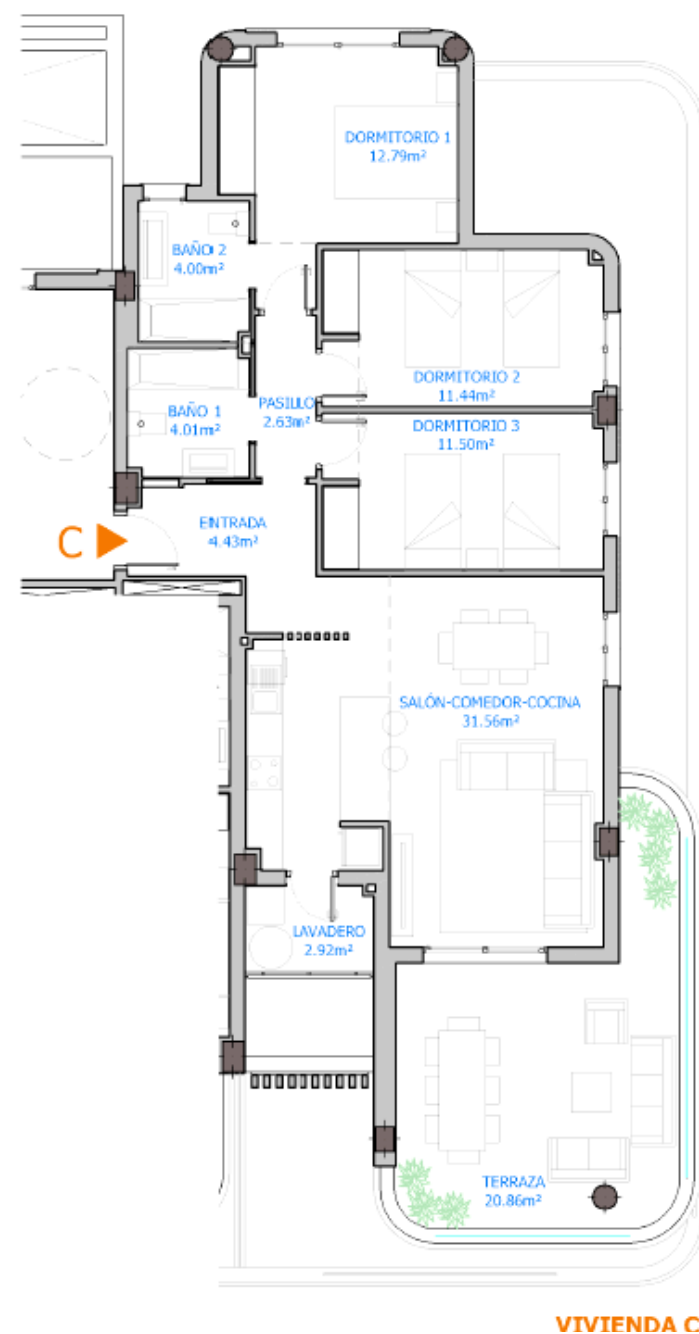 DORMITORIO 1
12.79m²
BAÑO 2
4.00m²
DORMITORIO 2
11.44m²
PASILLO
2.63m²
BAÑO 1
4.01m²
DORMITORIO 3
11.50m²
C
ENTRADA
4.43m²
SALÓN-COMEDOR-COCINA
31.56m²
LAVADERO
2.92m²
TERRAZA
20.86m²
VIVIENDA C